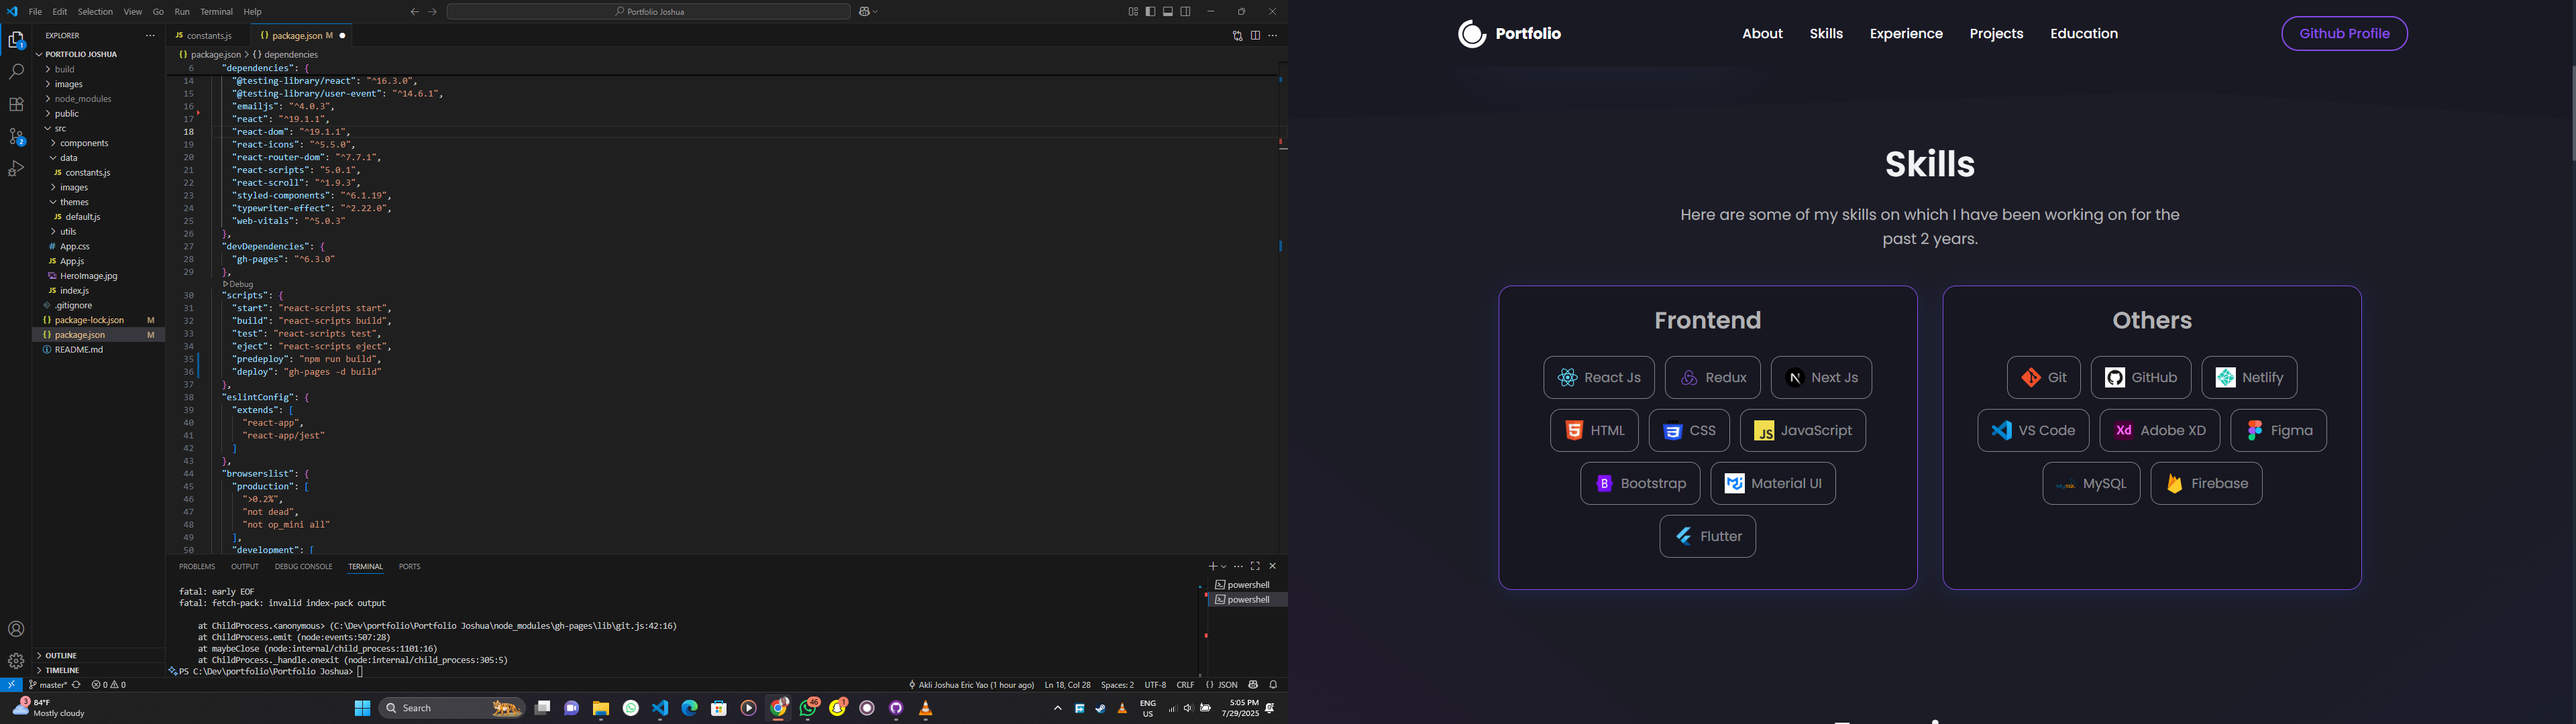 File Edit Selection View Go Run Terminal Help
Portfolio Joshua
EXPLORER
PORTFOLIO JOSHUA
build
images
node_modules
public
src
components
data
JS constants.js
images
themes
JS default.js
utils
# App.css
JS App.js
HeroImage.jpg
JS index.js
.gitignore
{} package-lock.json M
{} package.json M
README.md
OUTLINE
TIMELINE
JS constants.js
{} package.json M
{} package.json > {} dependencies
6 "dependencies": {
14 "@testing-library/react": "^16.3.0",
15 "@testing-library/user-event": "^14.6.1",
16 "emailjs": "^4.0.3",
17 "react": "^19.1.1",
18 "react-dom": "^19.1.1",
19 "react-icons": "^5.5.0",
20 "react-router-dom": "^7.7.1",
21 "react-scripts": "5.0.1",
22 "react-scroll": "^1.9.3",
23 "styled-components": "^6.1.19",
24 "typewriter-effect": "^2.22.0",
25 "web-vitals": "^5.0.3"
26 },
27 "devDependencies": {
28 "gh-pages": "^6.3.0"
29 },
Debug
30 "scripts": {
31 "start": "react-scripts start",
32 "build": "react-scripts build",
33 "test": "react-scripts test",
34 "eject": "react-scripts eject",
35 "predeploy": "npm run build",
36 "deploy": "gh-pages -d build"
37 },
38 "eslintConfig": {
39 "extends": [
40 "react-app",
41 "react-app/jest"
42 ]
43 },
44 "browserslist": {
45 "production": [
46 ">0.2%",
47 "not dead",
48 "not op_mini all"
49 ],
50 "development": [
PROBLEMS OUTPUT DEBUG CONSOLE TERMINAL PORTS
powershell
powershell
fatal: early EOF
fatal: fetch-pack: invalid index-pack output
at ChildProcess.<anonymous> (C:\Dev\portfolio\Portfolio Joshua\node_modules\gh-pages\lib\git.js:42:16)
at ChildProcess.emit (node:events:507:28)
at maybeClose (node:internal/child_process:1101:16)
at ChildProcess._handle.onexit (node:internal/child_process:305:5)
PS C:\Dev\portfolio\Portfolio Joshua>
master* 0 0
Akli Joshua Eric Yao (1 hour ago) Ln 18, Col 28 Spaces: 2 UTF-8 CRLF {} JSON
3 84°F
Mostly cloudy
Search
46
1
ENG
US
5:05 PM
7/29/2025
Portfolio
About Skills Experience Projects Education
Github Profile
Skills
Here are some of my skills on which I have been working on for the
past 2 years.
Frontend
React Js Redux Next Js
HTML CSS JavaScript
Bootstrap Material UI
Flutter
Others
Git GitHub Netlify
VS Code Adobe XD Figma
MySQL Firebase